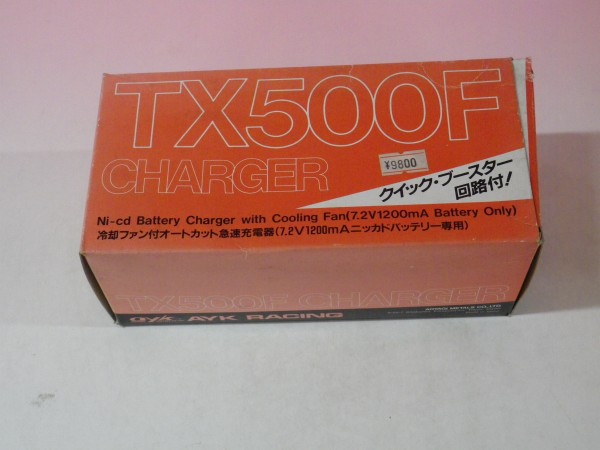 TX500F
CHARGER
¥9800
クイック・ブースター
回路付!
Ni-cd Battery Charger with Cooling Fan(7.2V1200mA Battery Only)
冷却ファン付オートカット急速充電器(7.2V1200mAニッカドバッテリー専用)
TX500F CHARGER
ayk AYK RACING